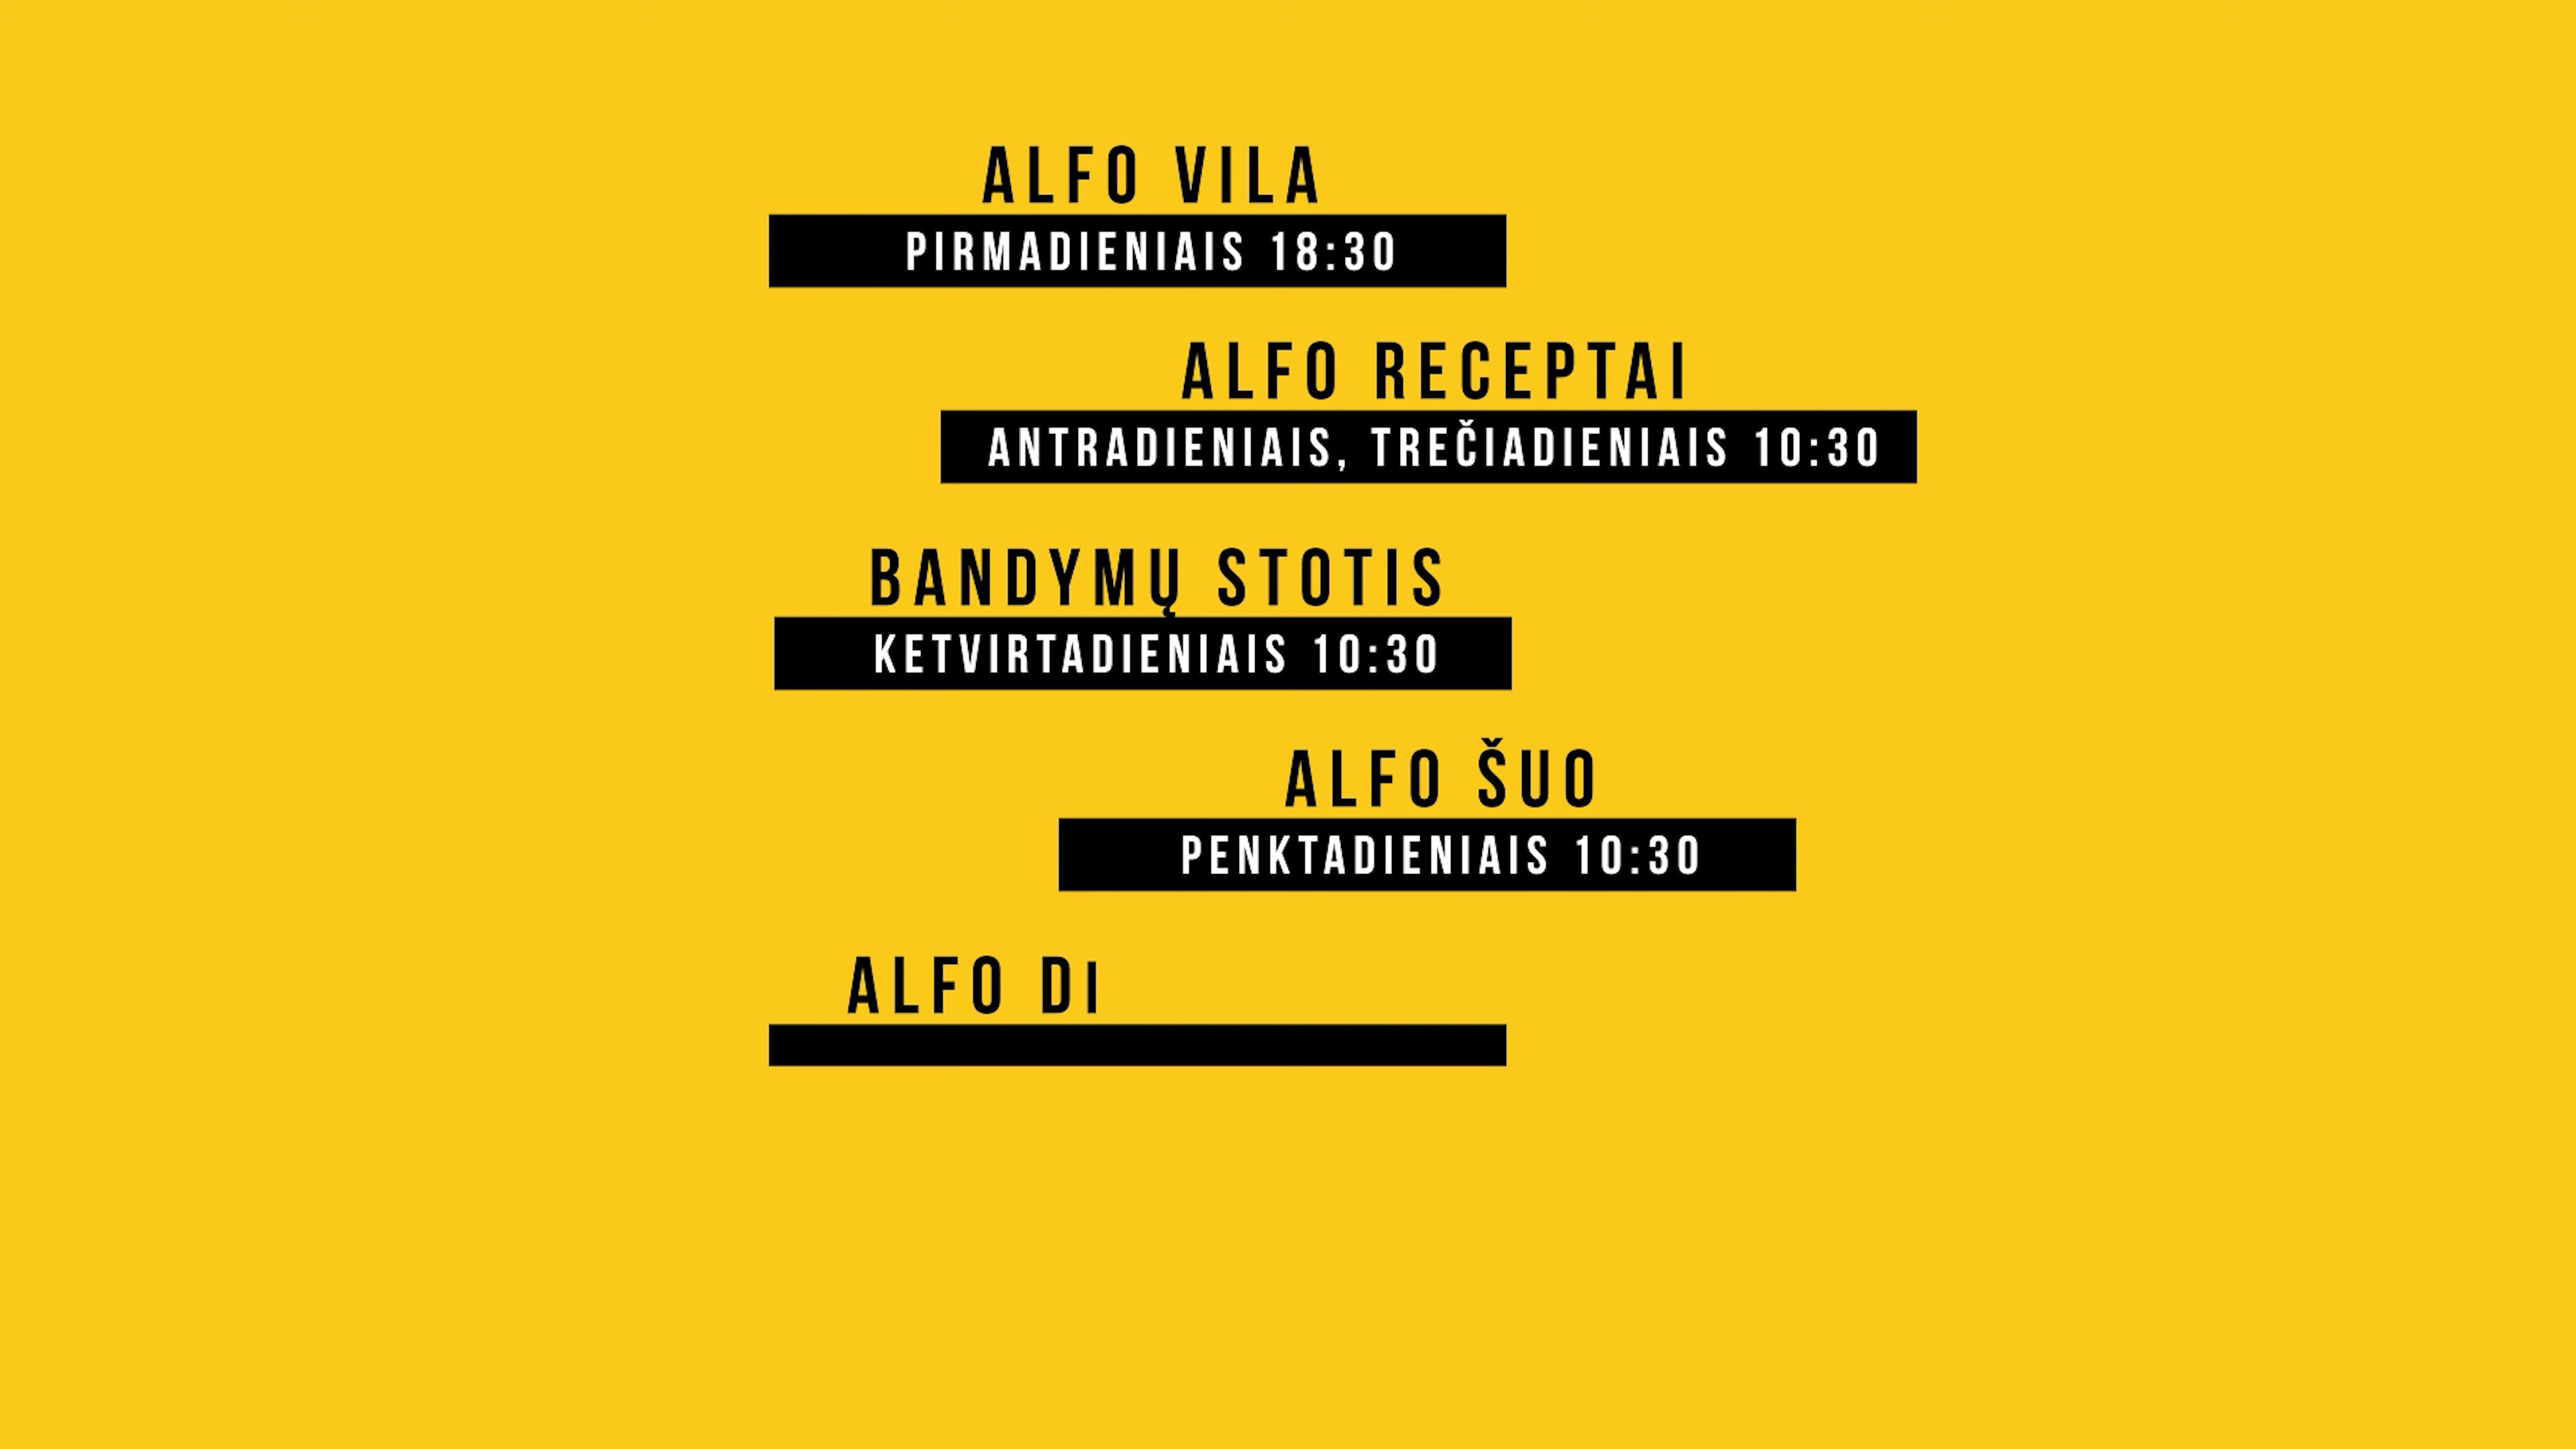 ALFO VILA
PIRMADIENIAIS 18:30
ALFO RECEPTAI
ANTRADIENIAIS, TREČIADIENIAIS 10:30
BANDYMŲ STOTIS
KETVIRTADIENIAIS 10:30
ALFO ŠUO
PENKTADIENIAIS 10:30
ALFO DI